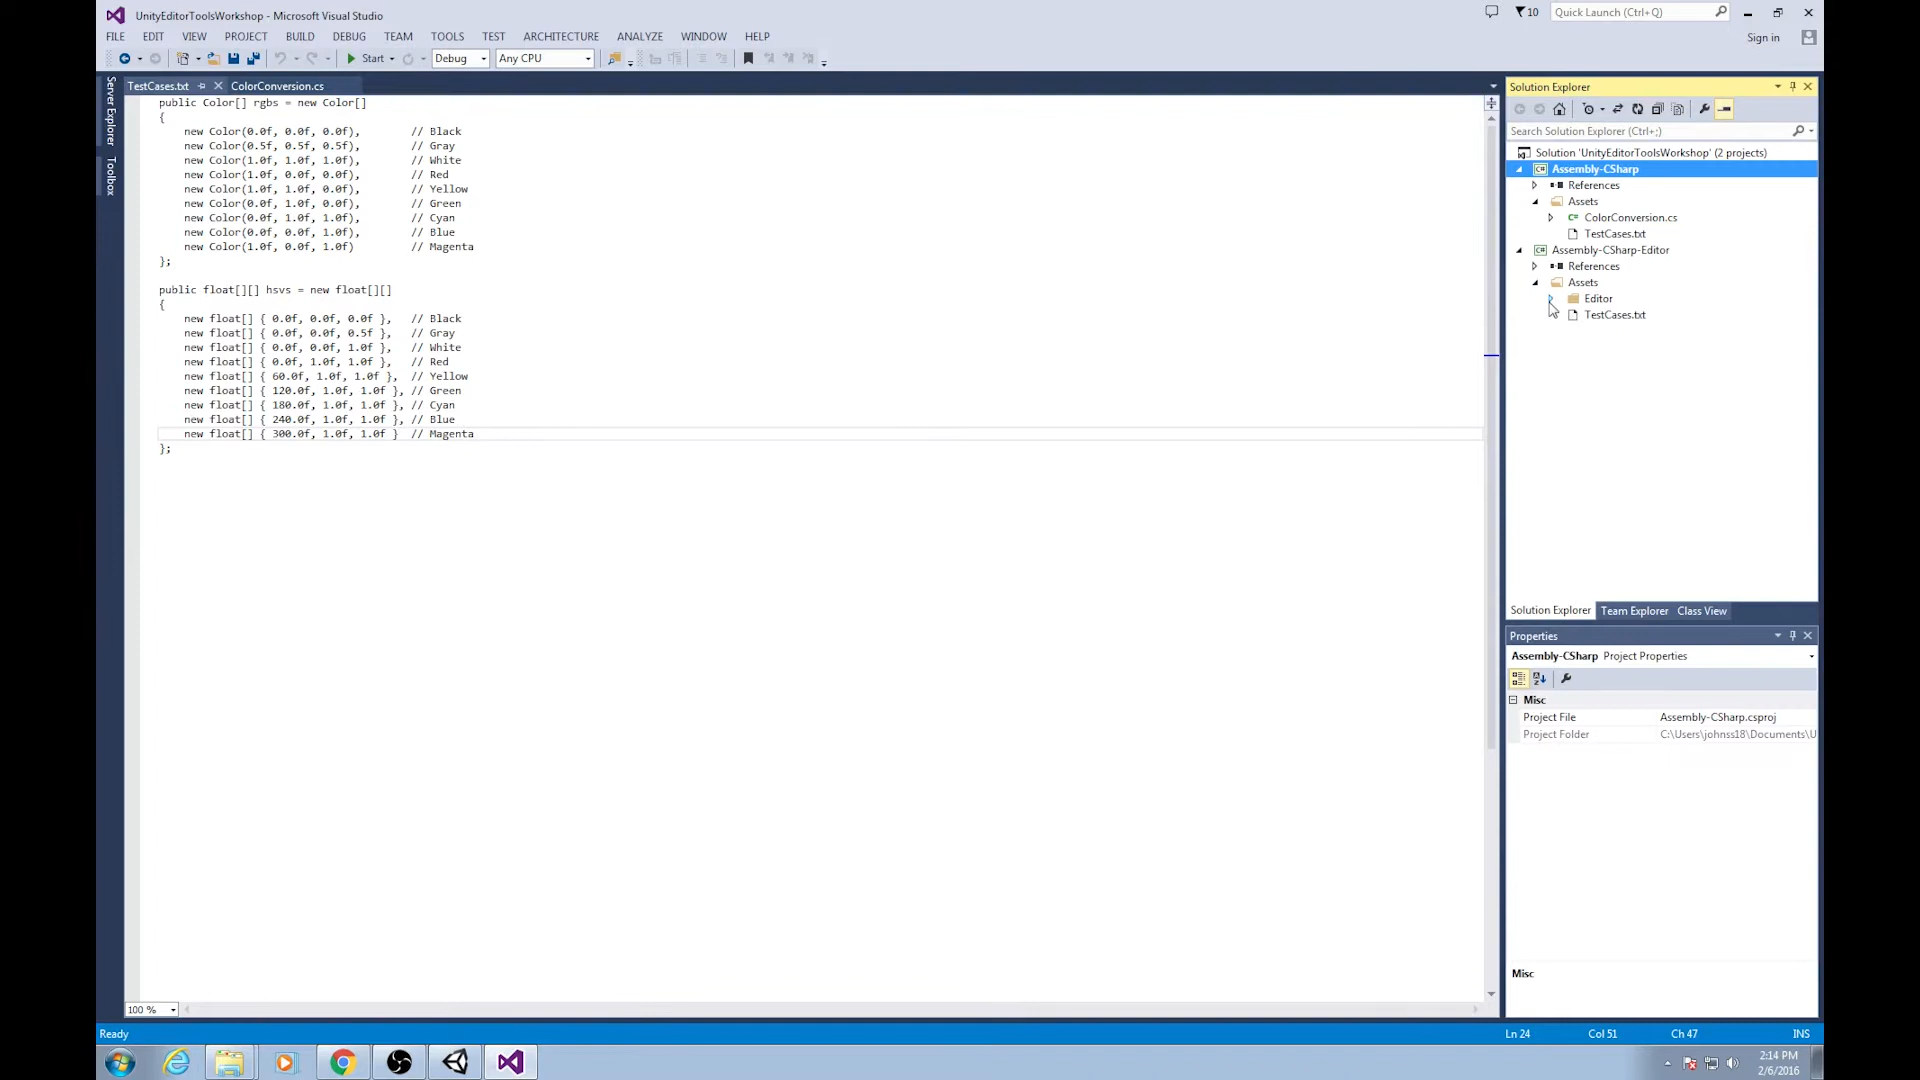 UnityEditorToolsWorkshop - Microsoft Visual Studio
10
Quick Launch (Ctrl+Q)
FILE EDIT VIEW PROJECT BUILD DEBUG TEAM TOOLS TEST ARCHITECTURE ANALYZE WINDOW HELP
Sign in
Start Debug Any CPU
Server Explorer
Toolbox
TestCases.txt ColorConversion.cs
public Color[] rgbs = new Color[]
{
new Color(0.0f, 0.0f, 0.0f), // Black
new Color(0.5f, 0.5f, 0.5f), // Gray
new Color(1.0f, 1.0f, 1.0f), // White
new Color(1.0f, 0.0f, 0.0f), // Red
new Color(1.0f, 1.0f, 0.0f), // Yellow
new Color(0.0f, 1.0f, 0.0f), // Green
new Color(0.0f, 1.0f, 1.0f), // Cyan
new Color(0.0f, 0.0f, 1.0f), // Blue
new Color(1.0f, 0.0f, 1.0f) // Magenta
};
public float[][] hsvs = new float[][]
{
new float[] { 0.0f, 0.0f, 0.0f }, // Black
new float[] { 0.0f, 0.0f, 0.5f }, // Gray
new float[] { 0.0f, 0.0f, 1.0f }, // White
new float[] { 0.0f, 1.0f, 1.0f }, // Red
new float[] { 60.0f, 1.0f, 1.0f }, // Yellow
new float[] { 120.0f, 1.0f, 1.0f }, // Green
new float[] { 180.0f, 1.0f, 1.0f }, // Cyan
new float[] { 240.0f, 1.0f, 1.0f }, // Blue
new float[] { 300.0f, 1.0f, 1.0f } // Magenta
};
100 %
Solution Explorer
Search Solution Explorer (Ctrl+;)
Solution 'UnityEditorToolsWorkshop' (2 projects)
Assembly-CSharp
References
Assets
ColorConversion.cs
TestCases.txt
Assembly-CSharp-Editor
References
Assets
Editor
TestCases.txt
Solution Explorer Team Explorer Class View
Properties
Assembly-CSharp Project Properties
Misc
Project File Assembly-CSharp.csproj
Project Folder C:\Users\johnss18\Documents\U
Misc
Ready Ln 24 Col 51 Ch 47 INS
2:14 PM
2/6/2016